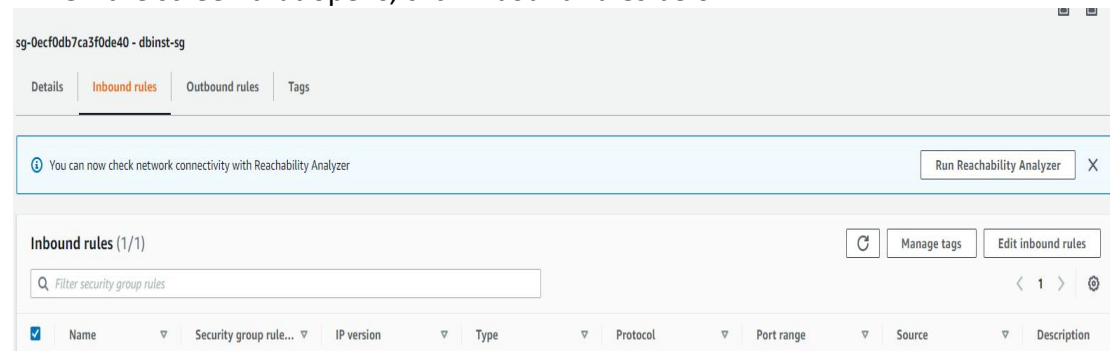 sg-0ecf0db7ca3f0de40 - dbinst-sg
Details Inbound rules Outbound rules Tags
You can now check network connectivity with Reachability Analyzer Run Reachability Analyzer X
Inbound rules (1/1) Manage tags Edit inbound rules
Filter security group rules 1
Name Security group rule... IP version Type Protocol Port range Source Description